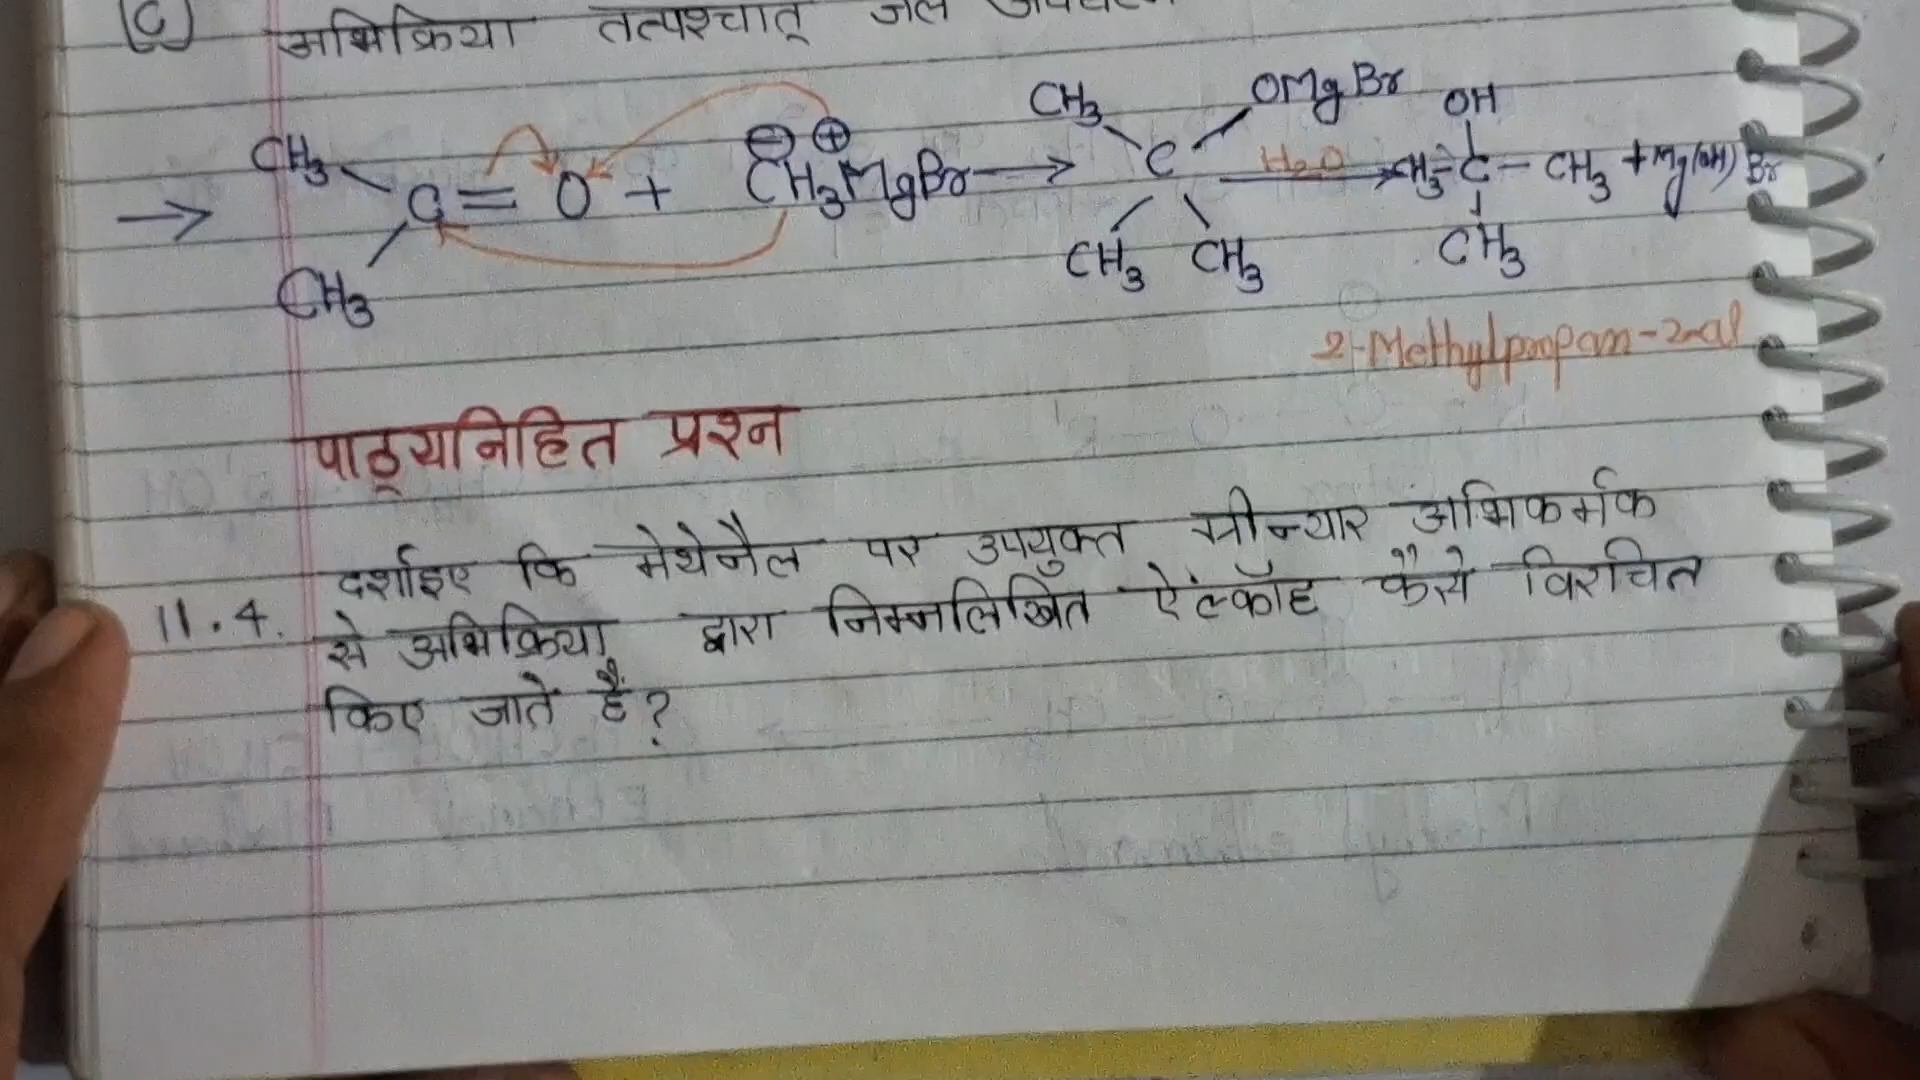 (C) अभिक्रिया तत्पश्चात् जल
CH3 OMgBr OH
CH3 C = O + CH3MgBr → C H2O → CH3-C-CH3 + Mg(OH)Br
CH3 CH3 CH3 CH3
2-Methylpropan-2-ol
पाठ्यनिहित प्रश्न
दर्शाइए कि मेथेनैल पर उपयुक्त ग्रीन्यार अभिकर्मक
11.4. से अभिक्रिया द्वारा निम्नलिखित ऐल्कॉह कैसे विरचित
किए जाते हैं?